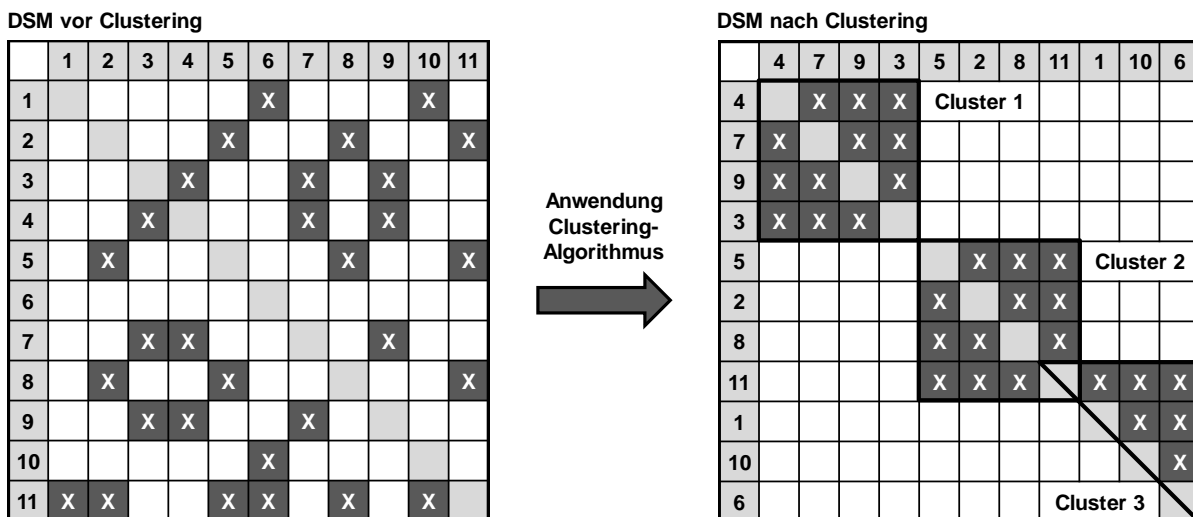 DSM vor Clustering
1 2 3 4 5 6 7 8 9 10 11
1 X X
2 X X X
3 X X X
4 X X X
5 X X X
6
7 X X X
8 X X X
9 X X X
10 X
11 X X X X X X
Anwendung
Clustering-
Algorithmus
DSM nach Clustering
4 7 9 3 5 2 8 11 1 10 6
4 X X X Cluster 1
7 X X X
9 X X X
3 X X X
5 X X X Cluster 2
2 X X X
8 X X X
11 X X X X X X
1 X X
10 X
6 Cluster 3